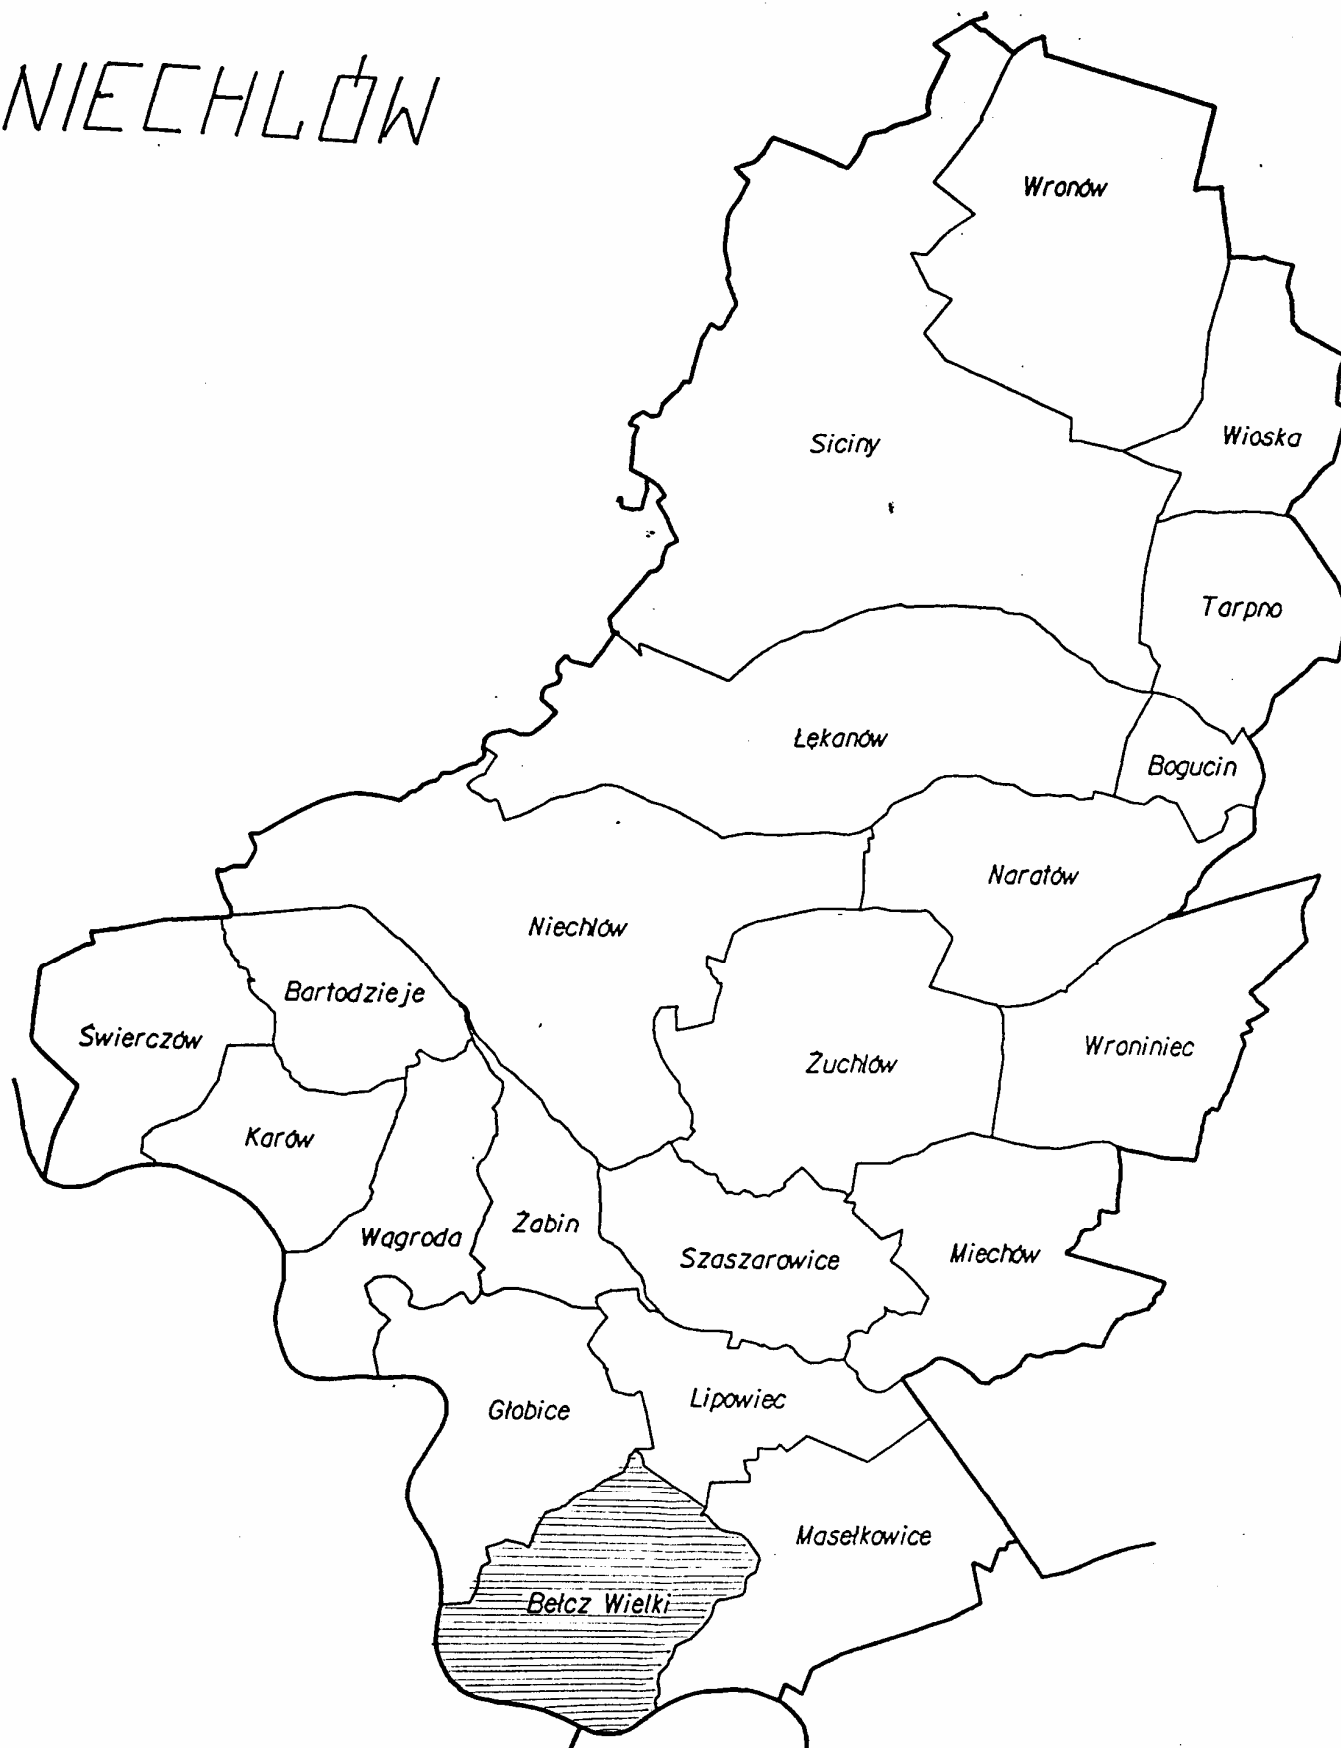 NIECHLÓW
Wronów
Siciny
Wioska
Tarpno
Łękanów
Bogucin
Naratów
Niechlów
Bartodzieje
Świerczów
Wroniniec
Żuchlów
Karów
Żabin
Wągroda
Miechów
Szaszarowice
Lipowiec
Głobice
Masełkowice
Bełcz Wielki